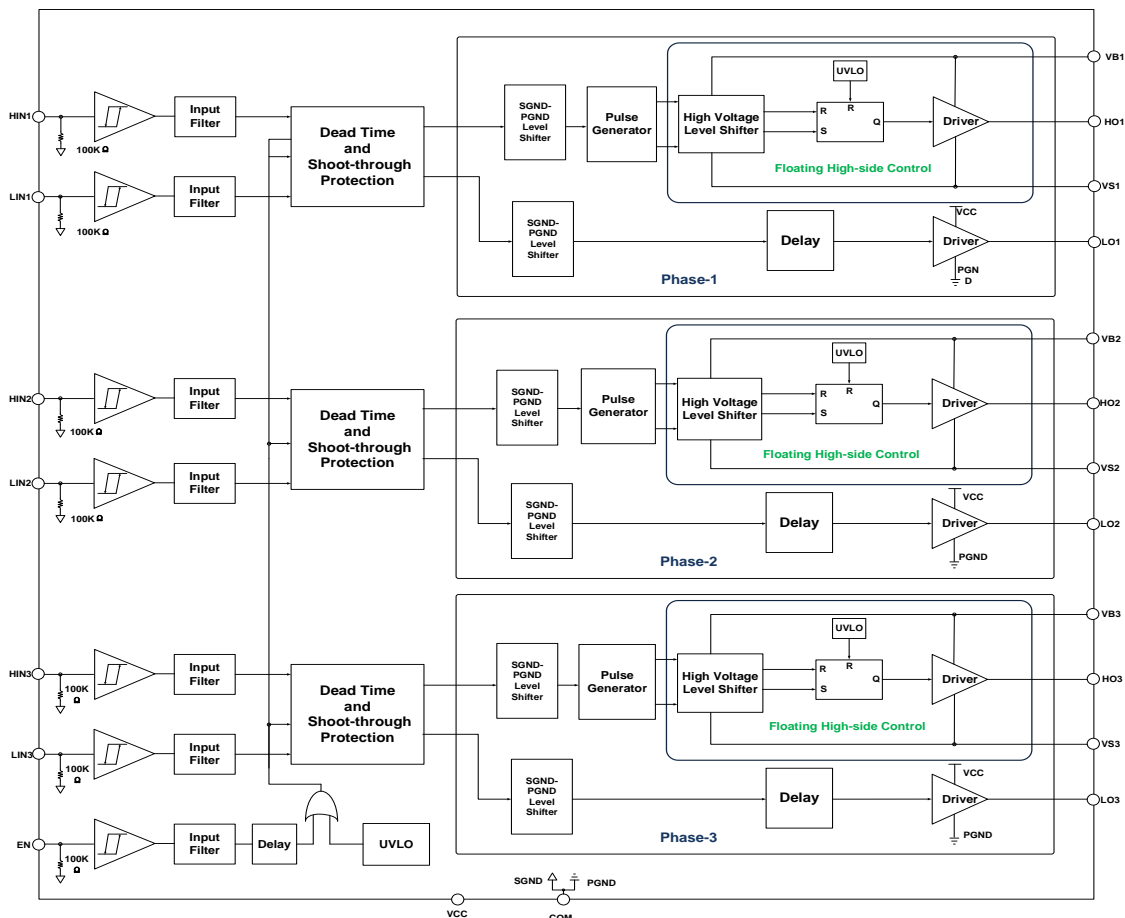 VB1
UVLO
SGND-
PGND
Level
Shifter
Pulse
Generator
High Voltage
Level Shifter
R
R
S
Q
Driver
HO1
Floating High-side Control
VS1
HIN1
100KΩ
Input
Filter
Dead Time
and
Shoot-through
Protection
LIN1
100KΩ
Input
Filter
SGND-
PGND
Level
Shifter
Delay
VCC
Driver
PGN
D
LO1
Phase-1
VB2
UVLO
SGND-
PGND
Level
Shifter
Pulse
Generator
High Voltage
Level Shifter
R
R
S
Q
Driver
HO2
Floating High-side Control
VS2
HIN2
100KΩ
Input
Filter
Dead Time
and
Shoot-through
Protection
LIN2
100KΩ
Input
Filter
SGND-
PGND
Level
Shifter
Delay
VCC
Driver
PGND
LO2
Phase-2
VB3
UVLO
SGND-
PGND
Level
Shifter
Pulse
Generator
High Voltage
Level Shifter
R
R
S
Q
Driver
HO3
Floating High-side Control
VS3
HIN3
100K
Ω
Input
Filter
Dead Time
and
Shoot-through
Protection
LIN3
100K
Ω
Input
Filter
SGND-
PGND
Level
Shifter
Delay
VCC
Driver
PGND
LO3
Phase-3
EN
100K
Ω
Input
Filter
Delay
UVLO
SGND
PGND
VCC
COM